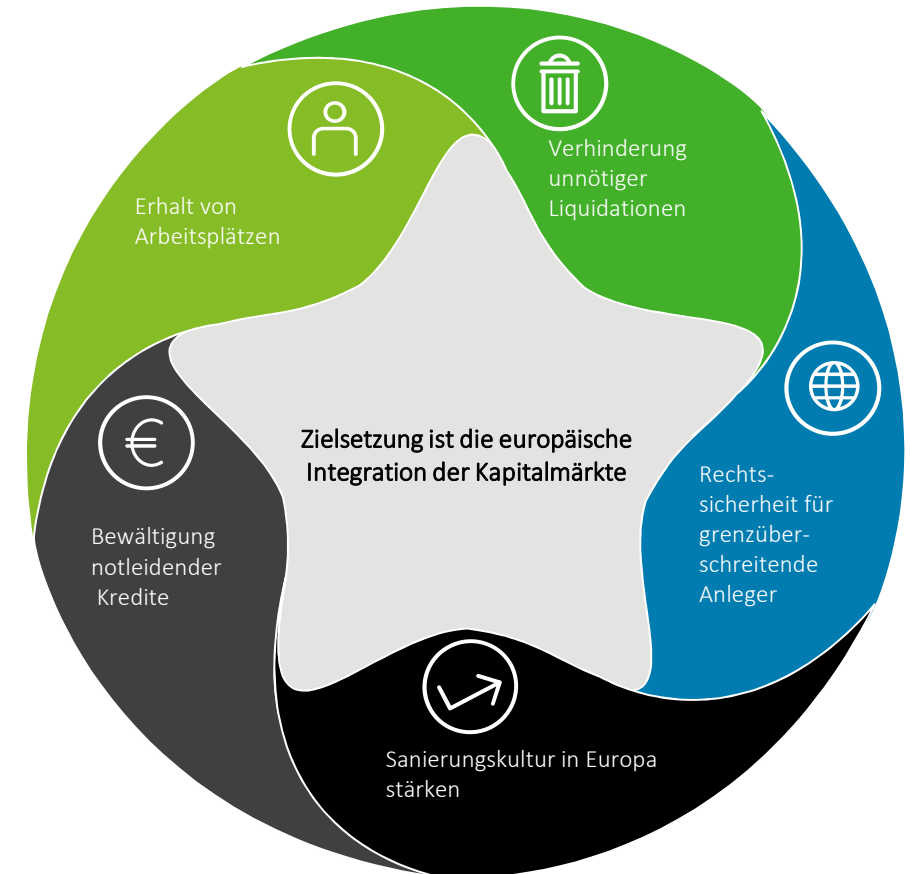 Verhinderung
unnötiger
Liquidationen
Erhalt von
Arbeitsplätzen
Zielsetzung ist die europäische
Integration der Kapitalmärkte
Rechts-
sicherheit für
grenzüber-
schreitende
Anleger
€
Bewältigung
notleidender
Kredite
Sanierungskultur in Europa
stärken